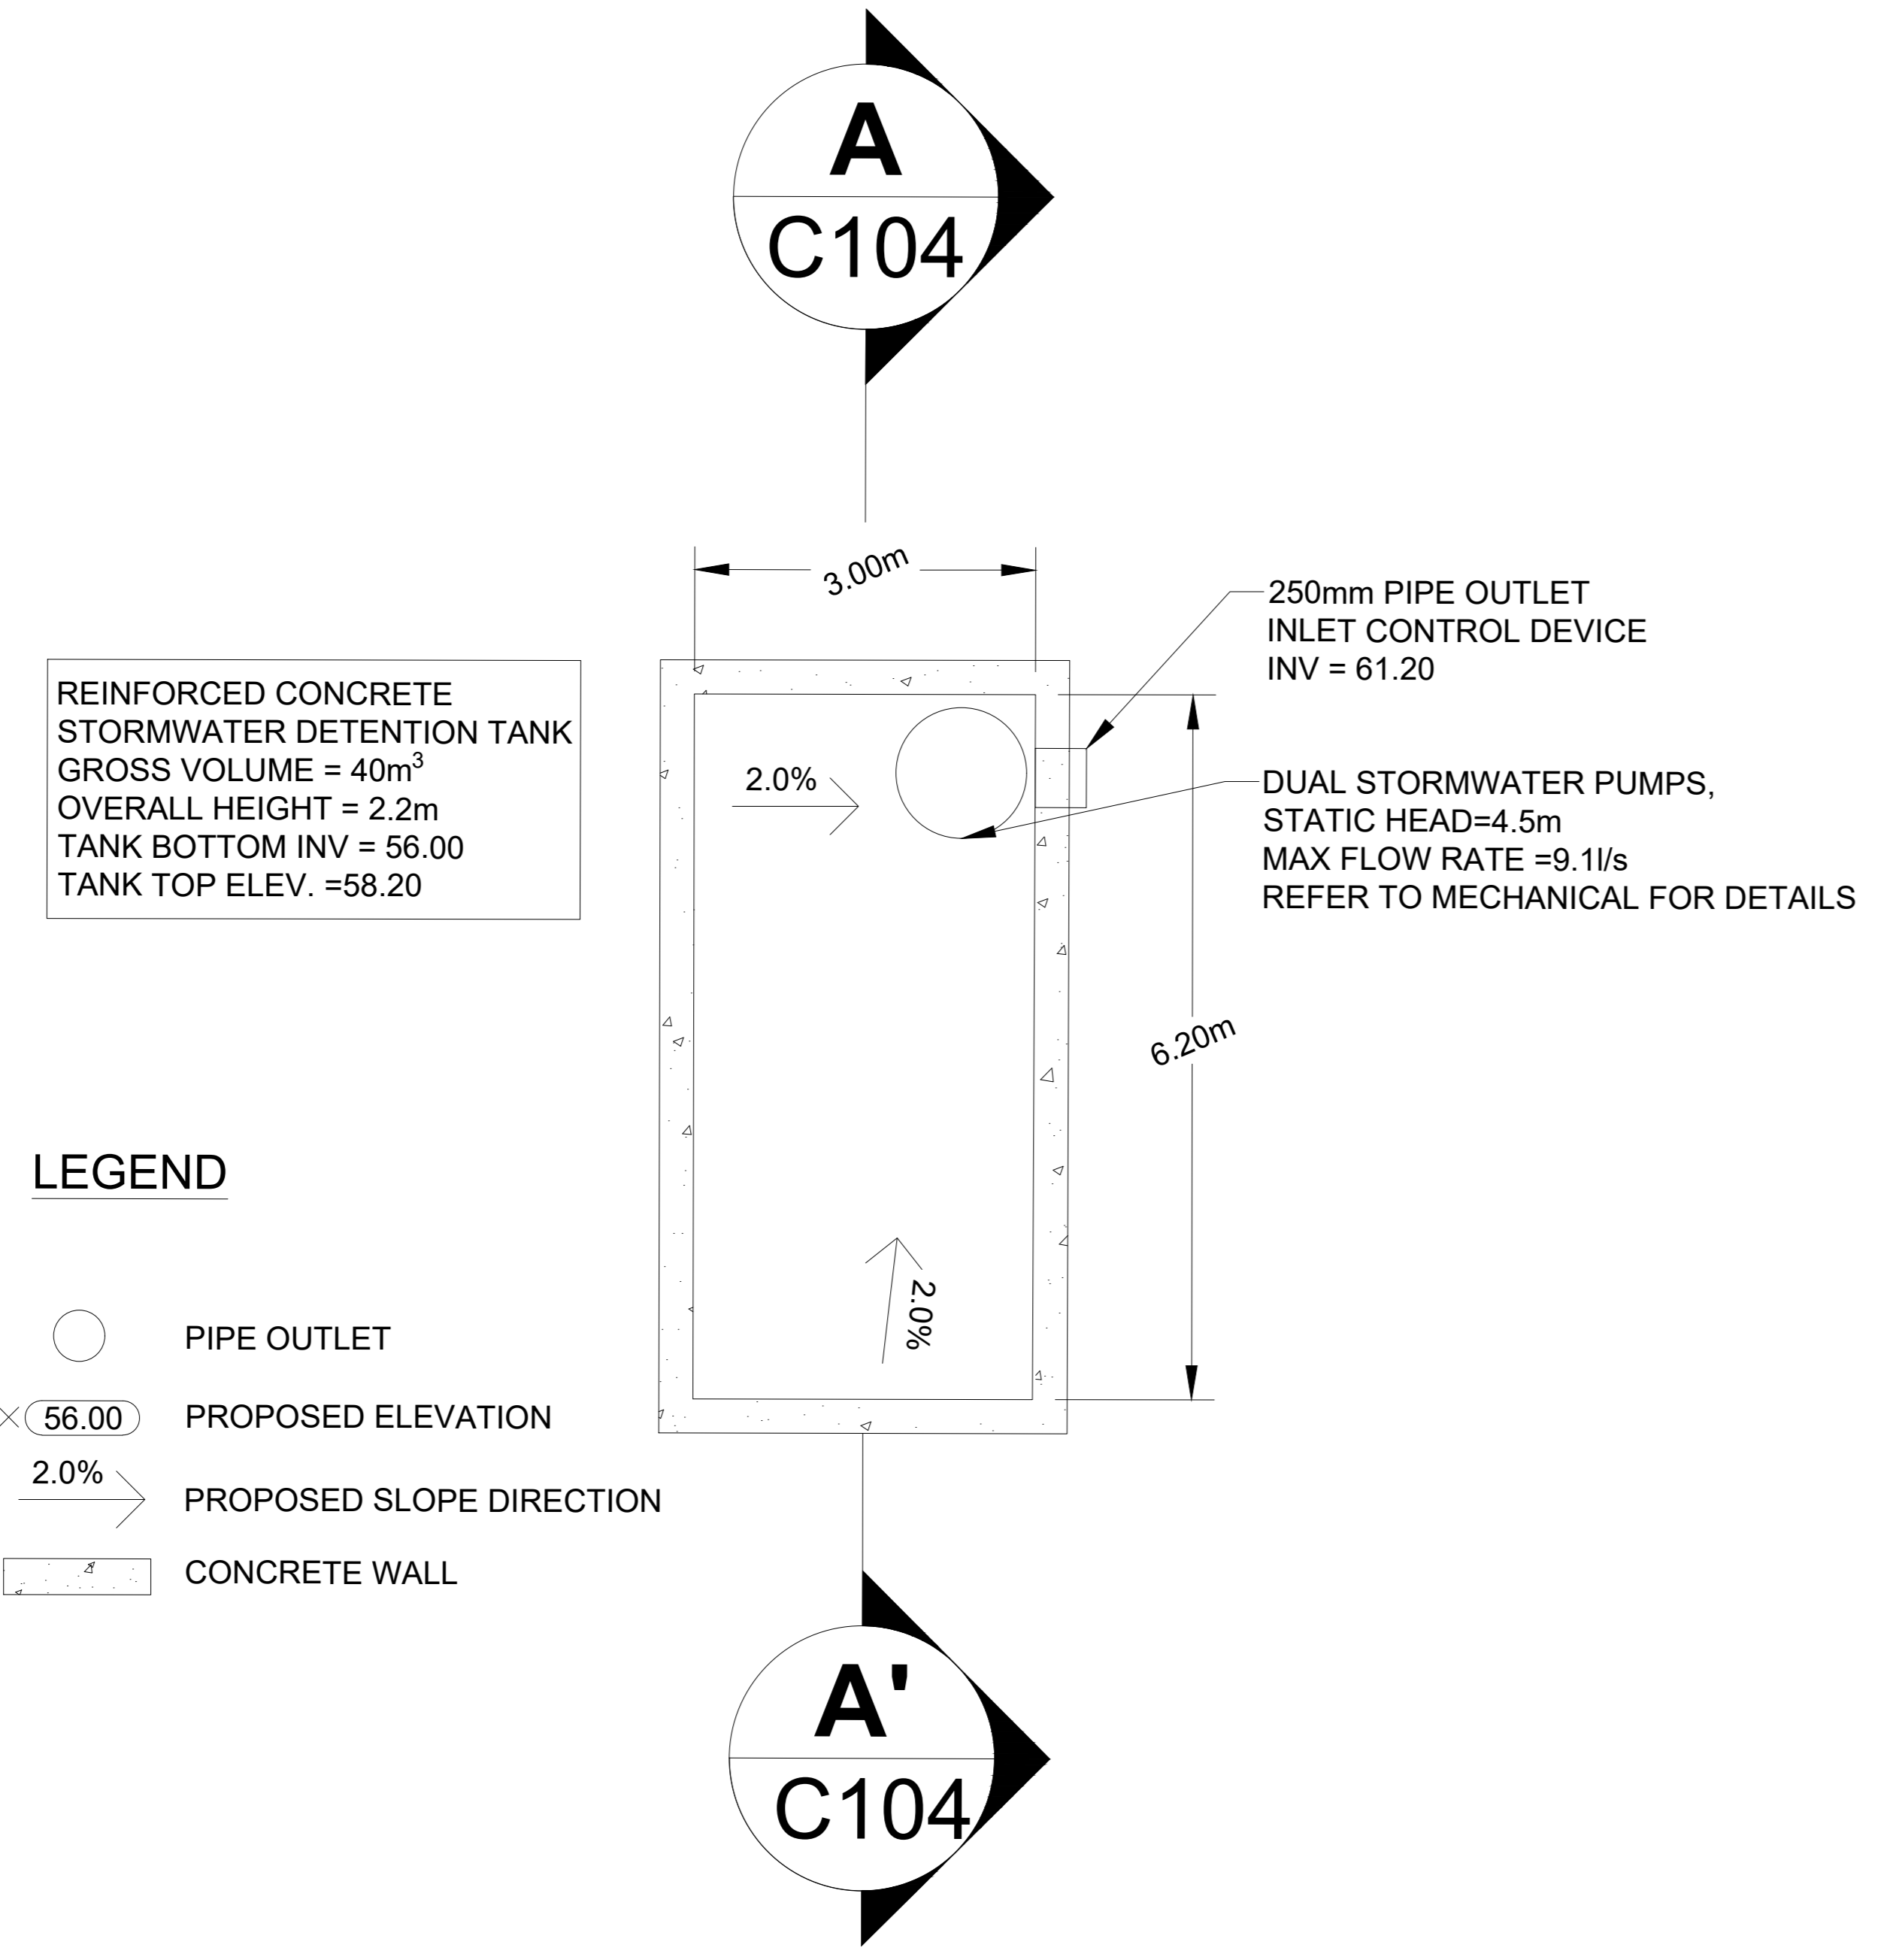 A
C104
3.00m
250mm PIPE OUTLET
INLET CONTROL DEVICE
INV = 61.20
REINFORCED CONCRETE
STORMWATER DETENTION TANK
GROSS VOLUME = 40m³
OVERALL HEIGHT = 2.2m
TANK BOTTOM INV = 56.00
TANK TOP ELEV. =58.20
2.0%
DUAL STORMWATER PUMPS,
STATIC HEAD=4.5m
MAX FLOW RATE =9.1l/s
REFER TO MECHANICAL FOR DETAILS
6.20m
2.0%
LEGEND
PIPE OUTLET
56.00 PROPOSED ELEVATION
2.0%
PROPOSED SLOPE DIRECTION
CONCRETE WALL
A'
C104